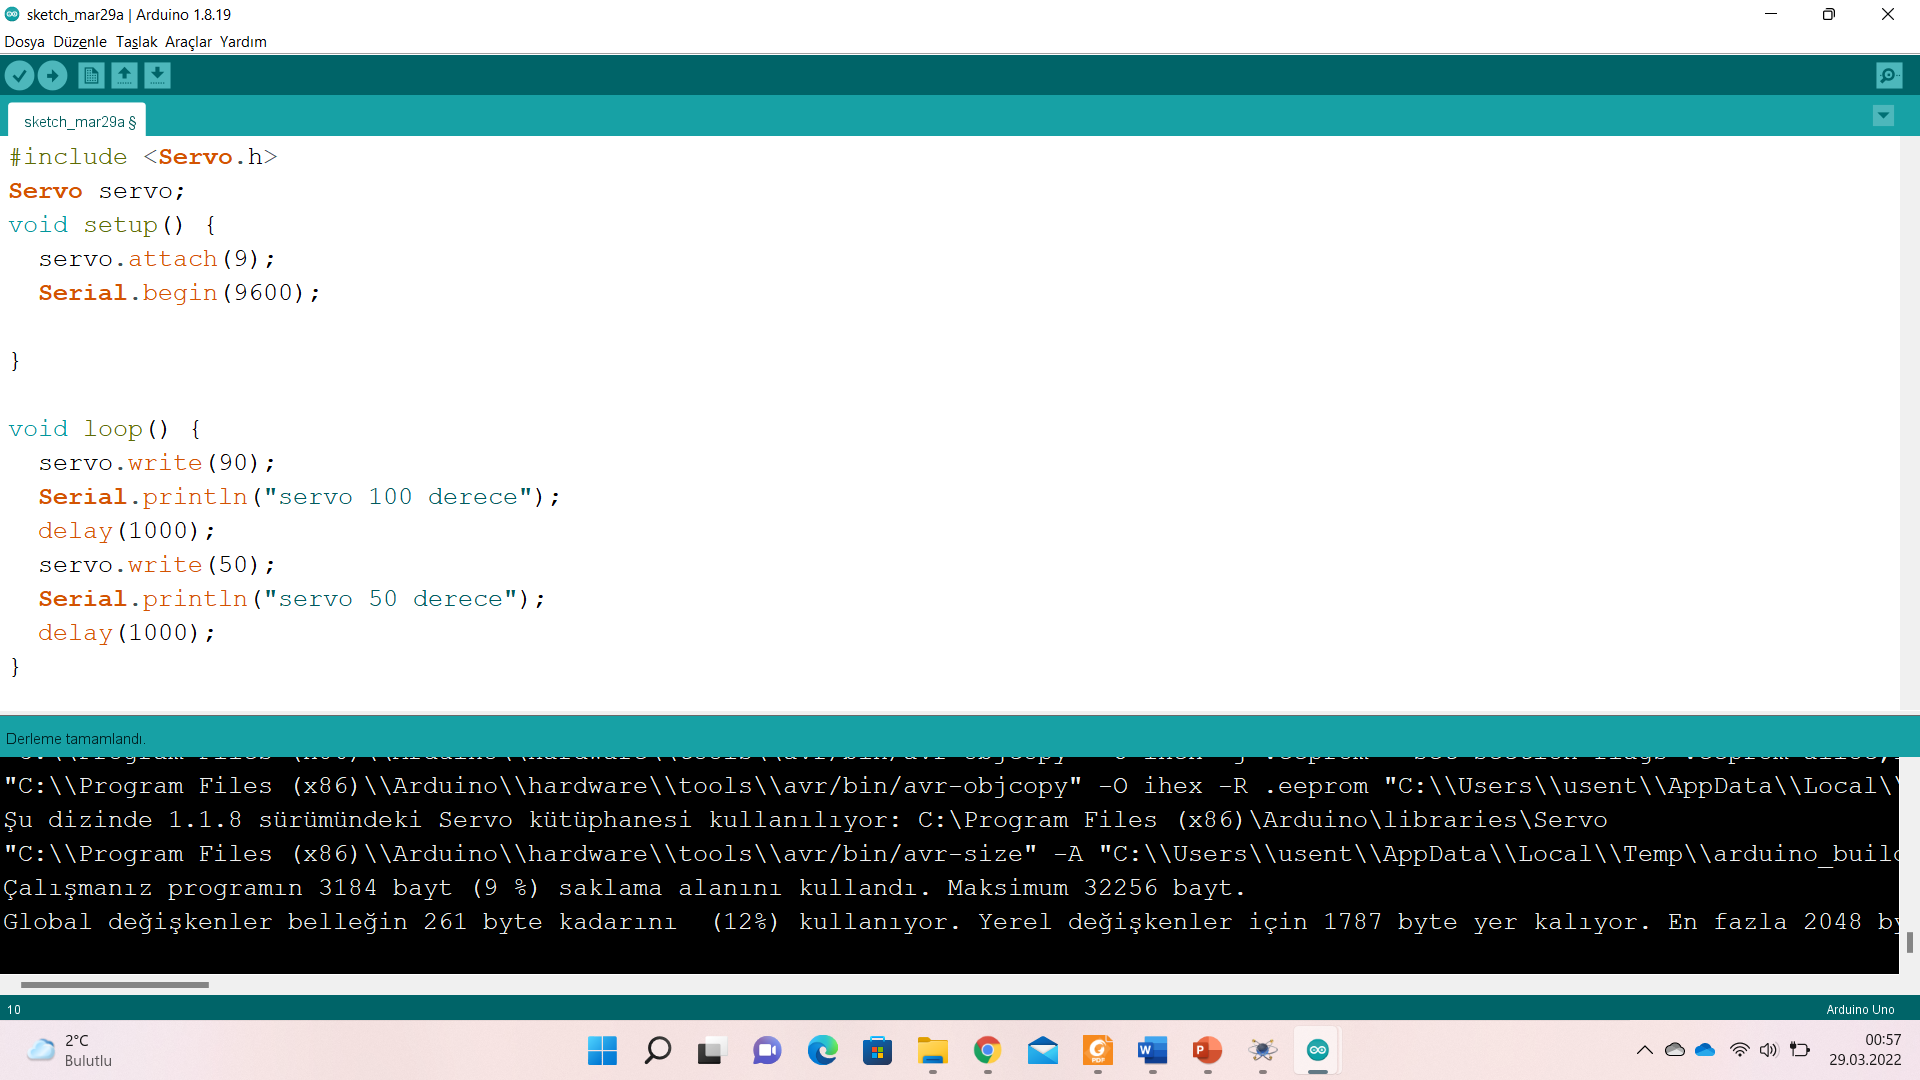 sketch_mar29a | Arduino 1.8.19
Dosya Düzenle Taşlak Araçlar Yardım
sketch_mar29a §
#include <Servo.h>
Servo servo;
void setup() {
servo.attach(9);
Serial.begin(9600);
}
void loop() {
servo.write(90);
Serial.println("servo 100 derece");
delay(1000);
servo.write(50);
Serial.println("servo 50 derece");
delay(1000);
}
Derleme tamamlandı.
"C:\\Program Files (x86)\\Arduino\\hardware\\tools\\avr/bin/avr-objcopy" -O ihex -R .eeprom "C:\\Users\\usent\\AppData\\Local\\
Şu dizinde 1.1.8 sürümündeki Servo kütüphanesi kullanılıyor: C:\Program Files (x86)\Arduino\libraries\Servo
"C:\\Program Files (x86)\\Arduino\\hardware\\tools\\avr/bin/avr-size" -A "C:\\Users\\usent\\AppData\\Local\\Temp\\arduino_build
Çalışmanız programın 3184 bayt (9 %) saklama alanını kullandı. Maksimum 32256 bayt.
Global değişkenler belleğin 261 byte kadarını  (12%) kullanıyor. Yerel değişkenler için 1787 byte yer kalıyor. En fazla 2048 by
10
Arduino Uno
2°C
Bulutlu
00:57
29.03.2022